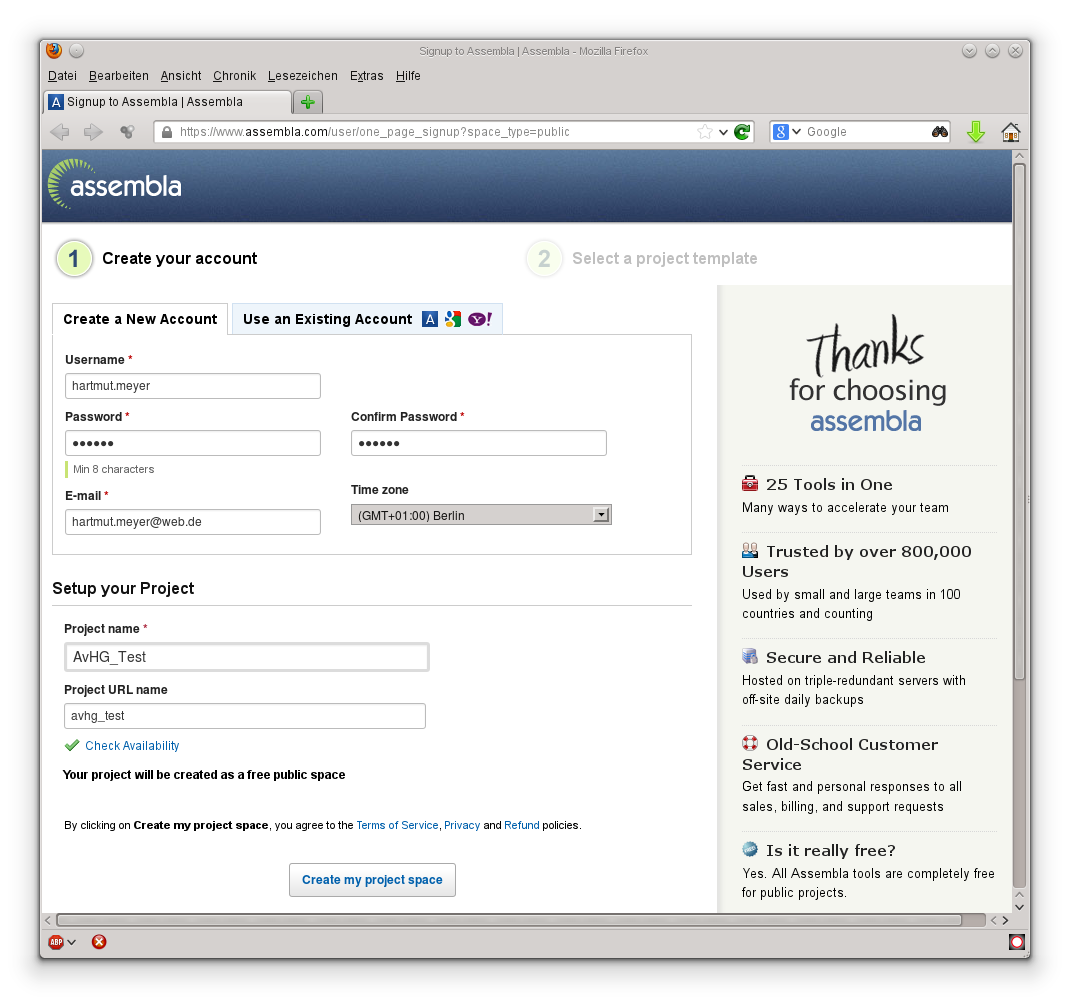 Signup to Assembla | Assembla - Mozilla Firefox
Datei Bearbeiten Ansicht Chronik Lesezeichen Extras Hilfe
A Signup to Assembla | Assembla
https://www.assembla.com/user/one_page_signup?space_type=public
8 Google
assembla
1 Create your account
2 Select a project template
Create a New Account
Use an Existing Account A Y!
Username *
hartmut.meyer
Password *
Confirm Password *
••••••
••••••
Min 8 characters
E-mail *
Time zone
hartmut.meyer@web.de
(GMT+01:00) Berlin
Setup your Project
Project name *
AvHG_Test
Project URL name
avhg_test
Check Availability
Your project will be created as a free public space
By clicking on Create my project space, you agree to the Terms of Service, Privacy and Refund policies.
Create my project space
Thanks
for choosing
assembla
25 Tools in One
Many ways to accelerate your team
Trusted by over 800,000
Users
Used by small and large teams in 100
countries and counting
Secure and Reliable
Hosted on triple-redundant servers with
off-site daily backups
Old-School Customer
Service
Get fast and personal responses to all
sales, billing, and support requests
Is it really free?
Yes. All Assembla tools are completely free
for public projects.
ABP